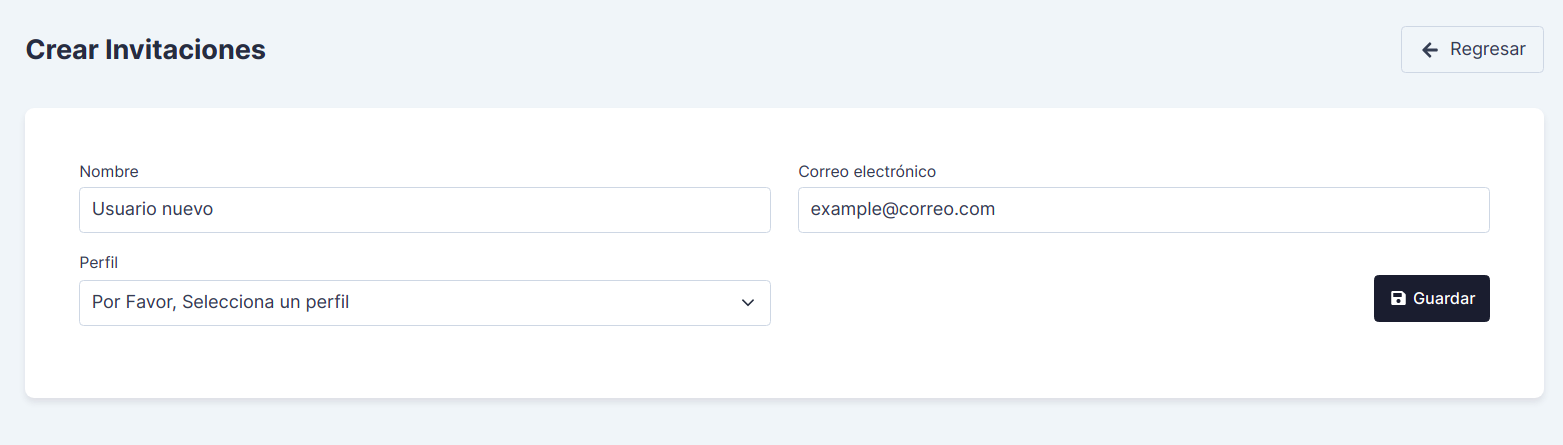 Crear Invitaciones
Regresar
Nombre
Correo electrónico
Usuario nuevo
example@correo.com
Perfil
Por Favor, Selecciona un perfil
Guardar